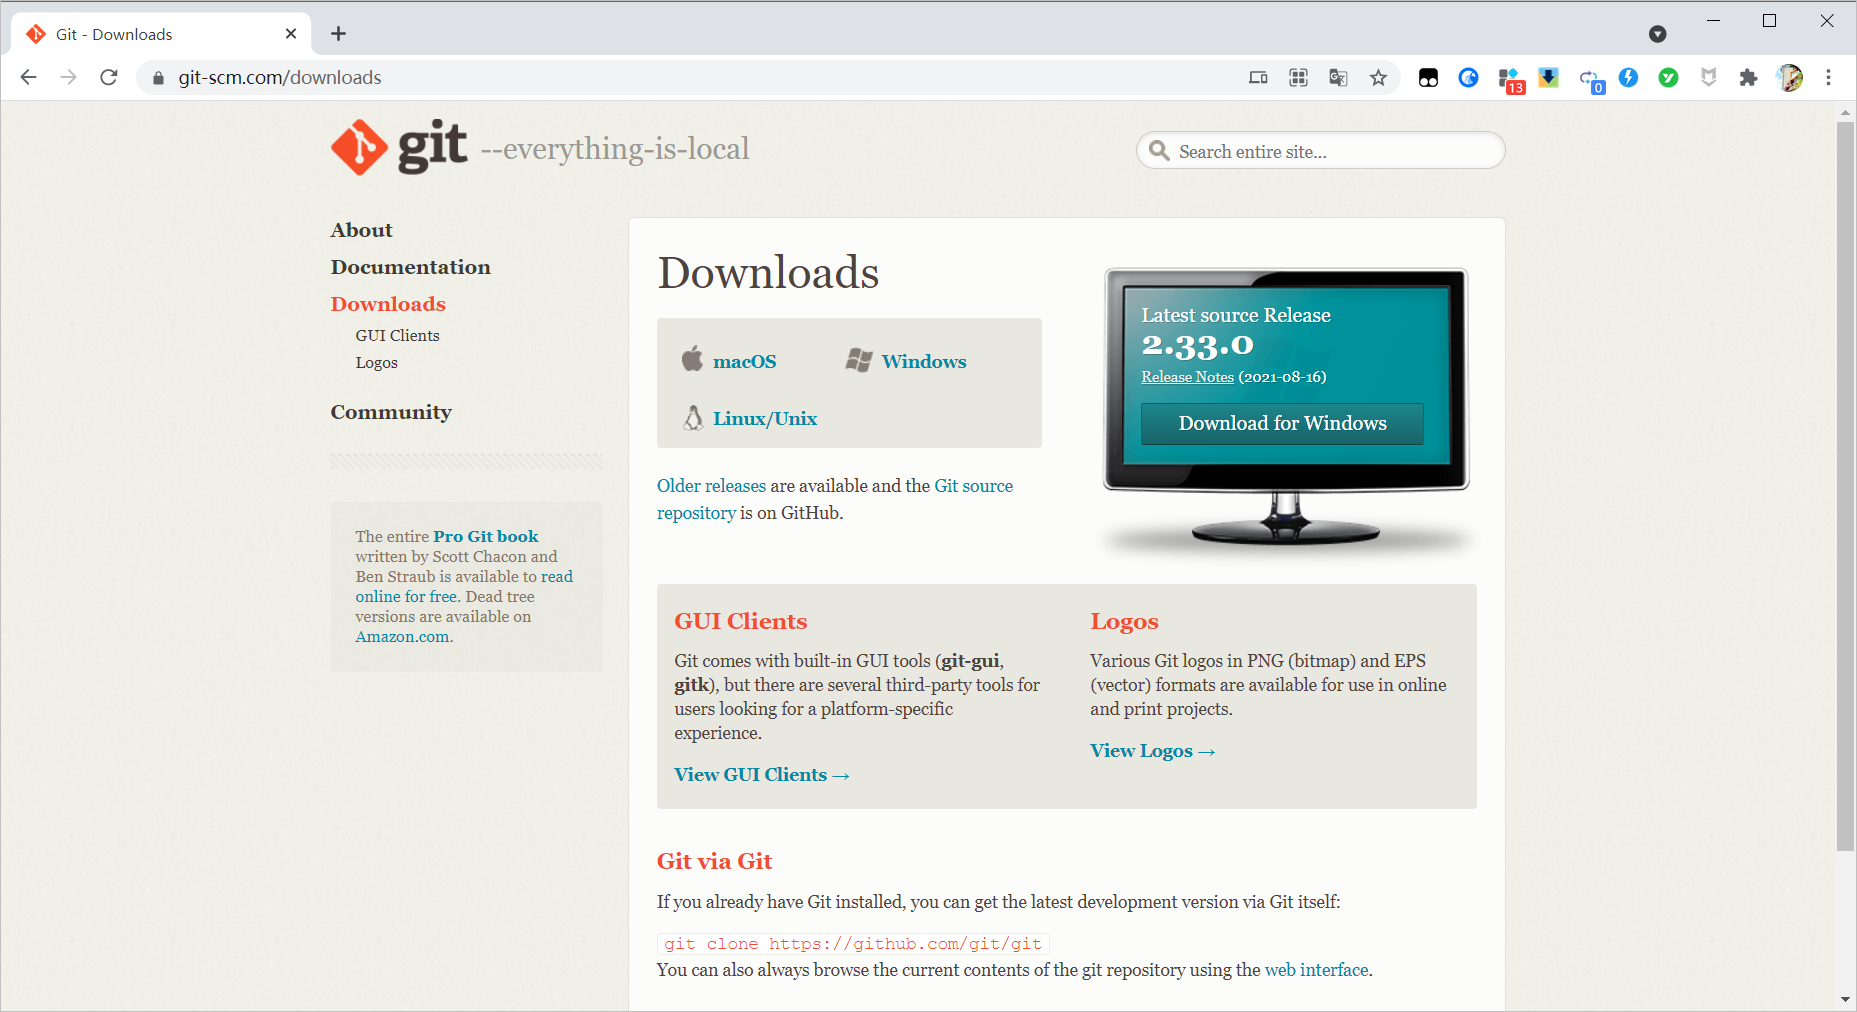 Git - Downloads
git-scm.com/downloads
13
0
git --everything-is-local
Search entire site...
About
Documentation
Downloads
GUI Clients
Logos
Community
The entire Pro Git book
written by Scott Chacon and
Ben Straub is available to read
online for free. Dead tree
versions are available on
Amazon.com.
Downloads
macOS
Windows
Linux/Unix
Older releases are available and the Git source
repository is on GitHub.
Latest source Release
2.33.0
Release Notes (2021-08-16)
Download for Windows
GUI Clients
Git comes with built-in GUI tools (git-gui,
gitk), but there are several third-party tools for
users looking for a platform-specific
experience.
View GUI Clients →
Logos
Various Git logos in PNG (bitmap) and EPS
(vector) formats are available for use in online
and print projects.
View Logos →
Git via Git
If you already have Git installed, you can get the latest development version via Git itself:
git clone https://github.com/git/git
You can also always browse the current contents of the git repository using the web interface.